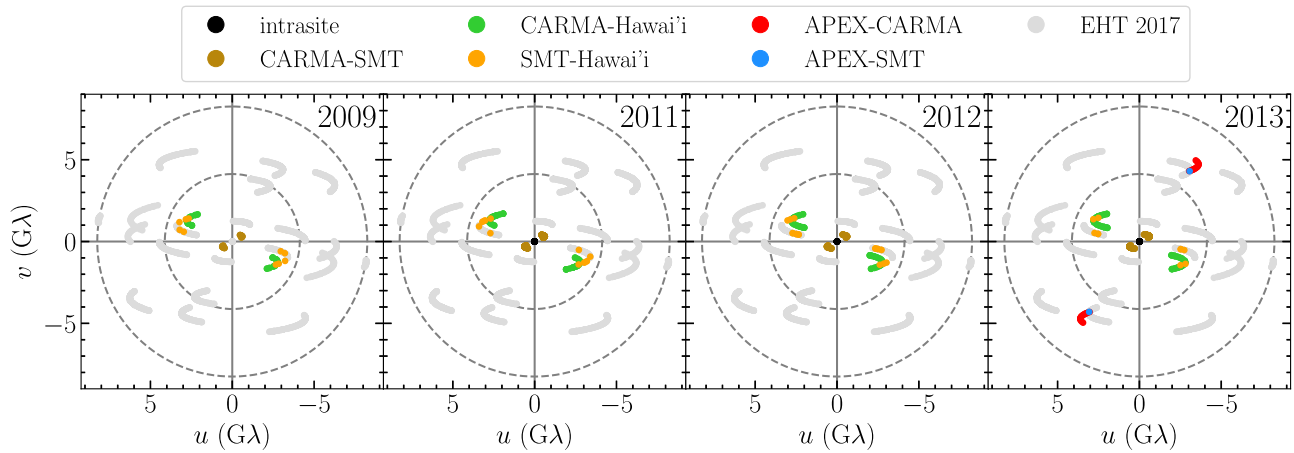 intrasite CARMA-Hawai'i APEX-CARMA EHT 2017
CARMA-SMT SMT-Hawai'i APEX-SMT
2009 2011 2012 2013
5
0
−5
v (Gλ)
5 0 −5 5 0 −5 5 0 −5 5 0 −5
u (Gλ) u (Gλ) u (Gλ) u (Gλ)